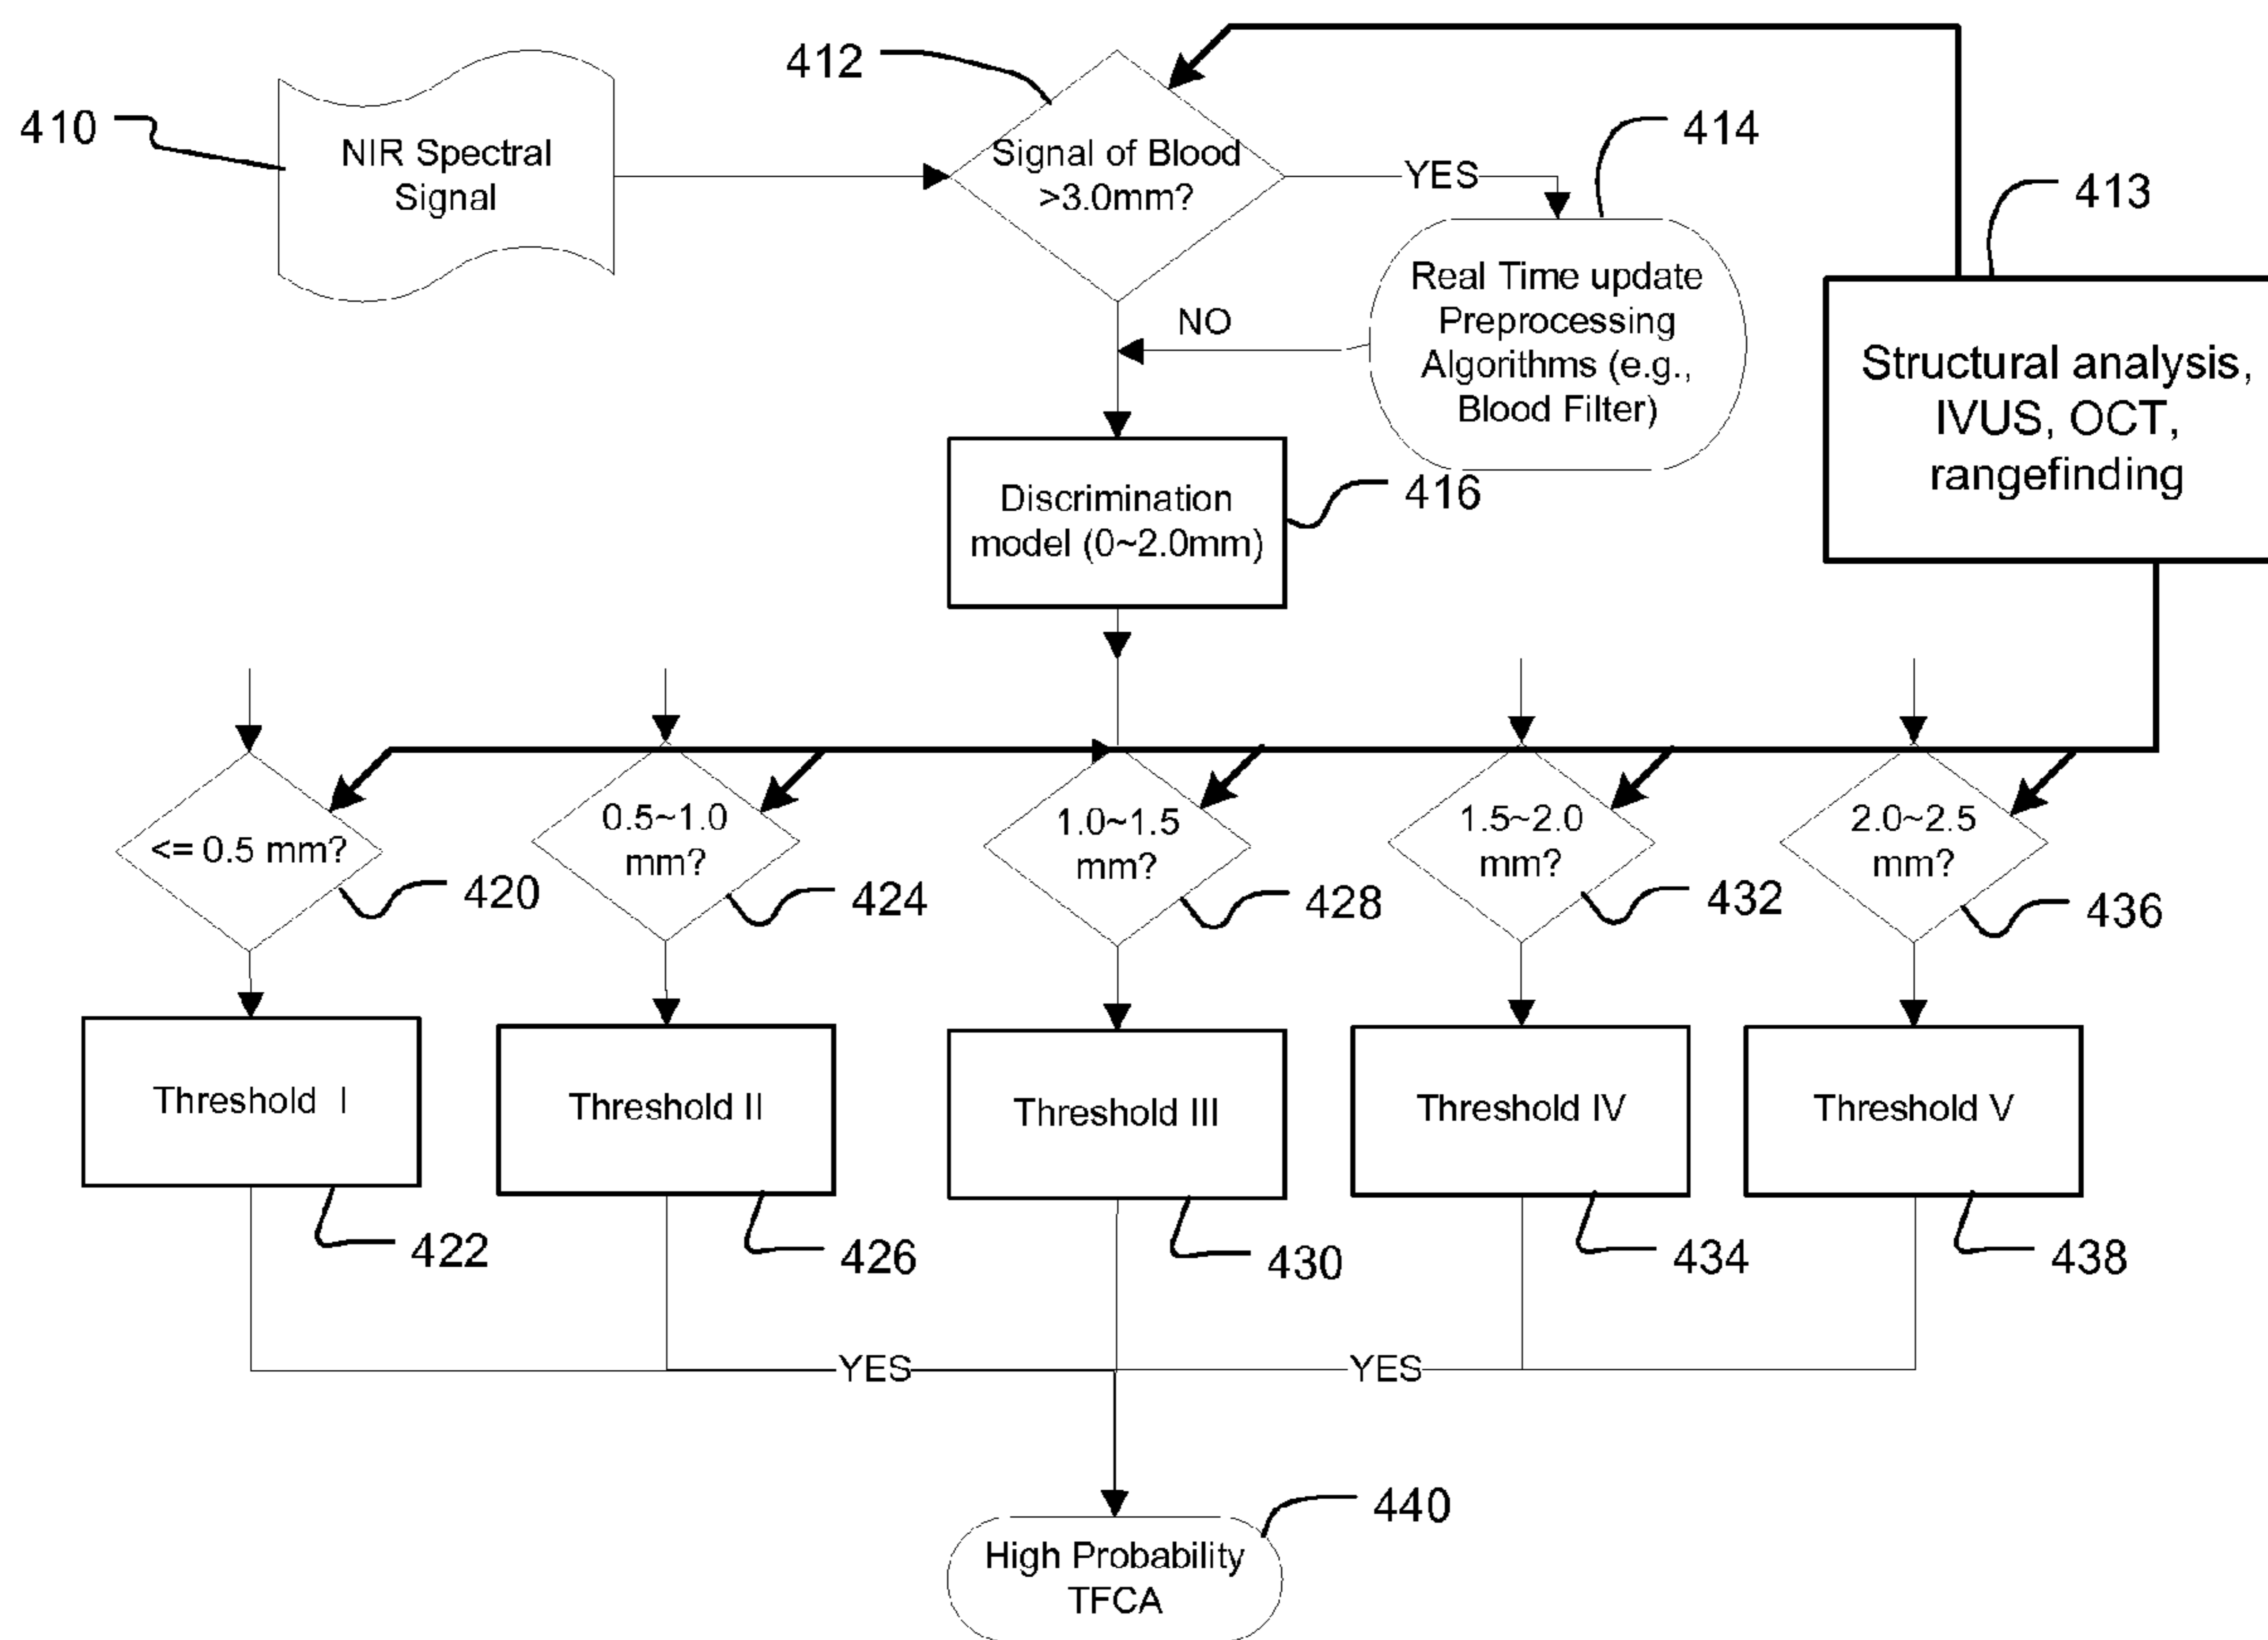 412
410
NIR Spectral
Signal
Signal of Blood
>3.0mm?
YES
414
413
Real Time update
Preprocessing
Algorithms (e.g.,
Blood Filter)
NO
Structural analysis,
IVUS, OCT,
rangefinding
Discrimination
model (0~2.0mm)
416
<= 0.5 mm?
420
0.5~1.0
mm?
424
1.0~1.5
mm?
428
1.5~2.0
mm?
432
2.0~2.5
mm?
436
Threshold I
Threshold II
Threshold III
Threshold IV
Threshold V
422
426
430
434
438
YES
YES
440
High Probability
TFCA